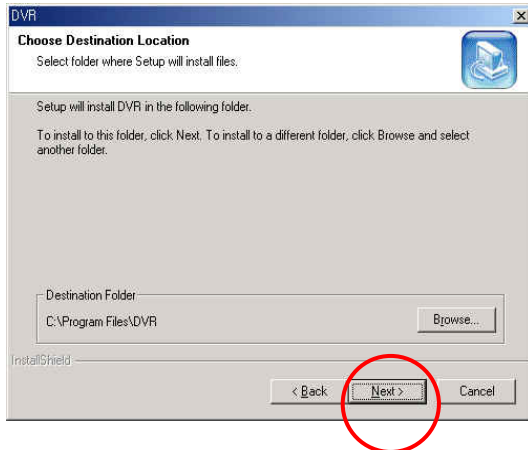 DVR
Choose Destination Location
Select folder where Setup will install files.
Setup will install DVR in the following folder.
To install to this folder, click Next. To install to a different folder, click Browse and select
another folder.
Destination Folder
C:\Program Files\DVR
Browse...
InstallShield
< Back
Next >
Cancel